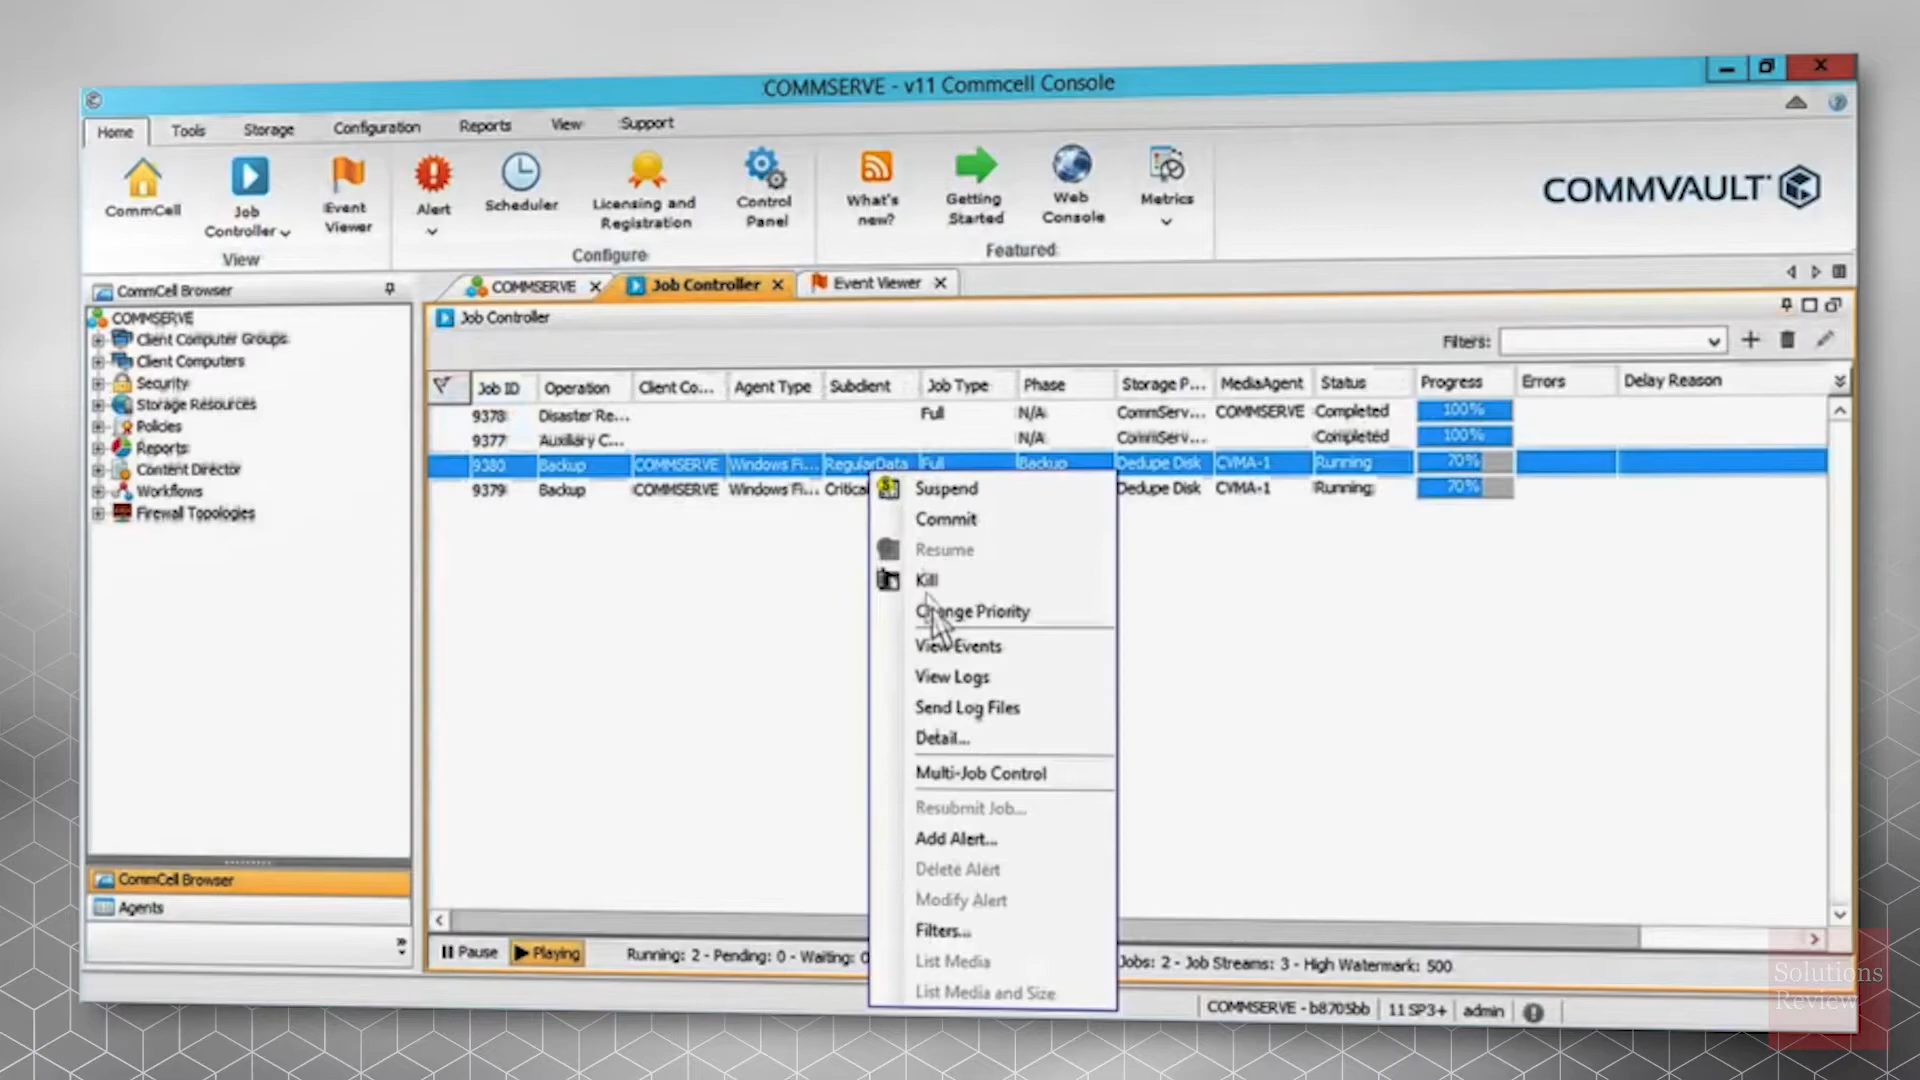 COMMSERVE - v11 Commcell Console
Home Tools Storage Configuration Reports View Support
CommCell Job Controller Event Viewer Alert Scheduler Licensing and Registration Control Panel What's new? Getting Started Web Console Metrics
View Configure Featured
COMMVAULT
CommCell Browser
COMMSERVE
Client Computer Groups
Client Computers
Security
Storage Resources
Policies
Reports
Content Director
Workflows
Firewall Topologies
CommCell Browser
Agents
COMMSERVE Job Controller Event Viewer
Job Controller
Filters:
Job ID Operation Client Co... Agent Type Subclient Job Type Phase Storage P... MediaAgent Status Progress Errors Delay Reason
9378 Disaster Re... Full N/A CommServ... COMMSERVE Completed 100%
9377 Auxiliary C... N/A CommServ... Completed 100%
9380 Backup COMMSERVE Windows Fi... RegularData Full Backup Dedupe Disk CVMA-1 Running 70%
9379 Backup COMMSERVE Windows Fi... Critical Dedupe Disk CVMA-1 Running 70%
Suspend
Commit
Resume
Kill
Change Priority
View Events
View Logs
Send Log Files
Detail...
Multi-Job Control
Resubmit Job...
Add Alert...
Delete Alert
Modify Alert
Filters...
List Media
List Media and Size
Pause Playing Running: 2 - Pending: 0 - Waiting: 0 Jobs: 2 - Job Streams: 3 - High Watermark: 500
COMMSERVE - b8705bb 11 SP3+ admin
Solutions
Review